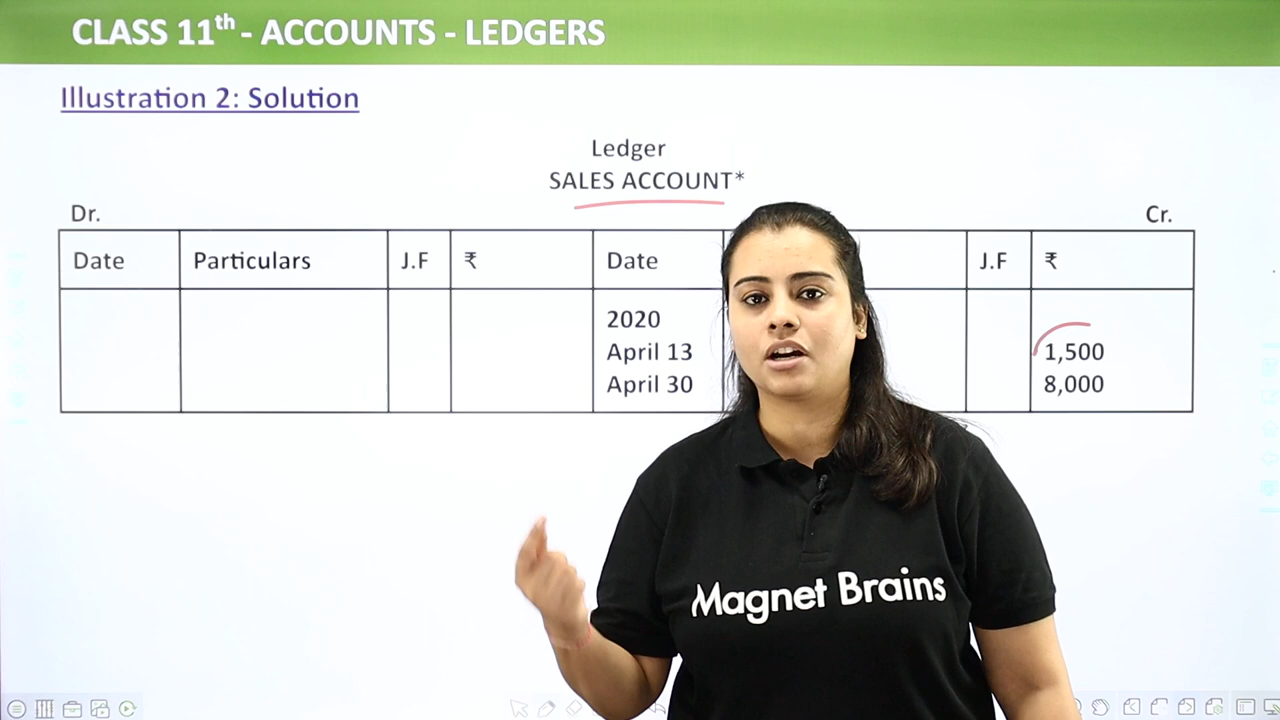 CLASS 11th - ACCOUNTS - LEDGERS
Illustration 2: Solution
Ledger
SALES ACCOUNT*
Dr. Cr.
Date Particulars J.F ₹ Date J.F ₹
2020
April 13 1,500
April 30 8,000
Magnet Brains